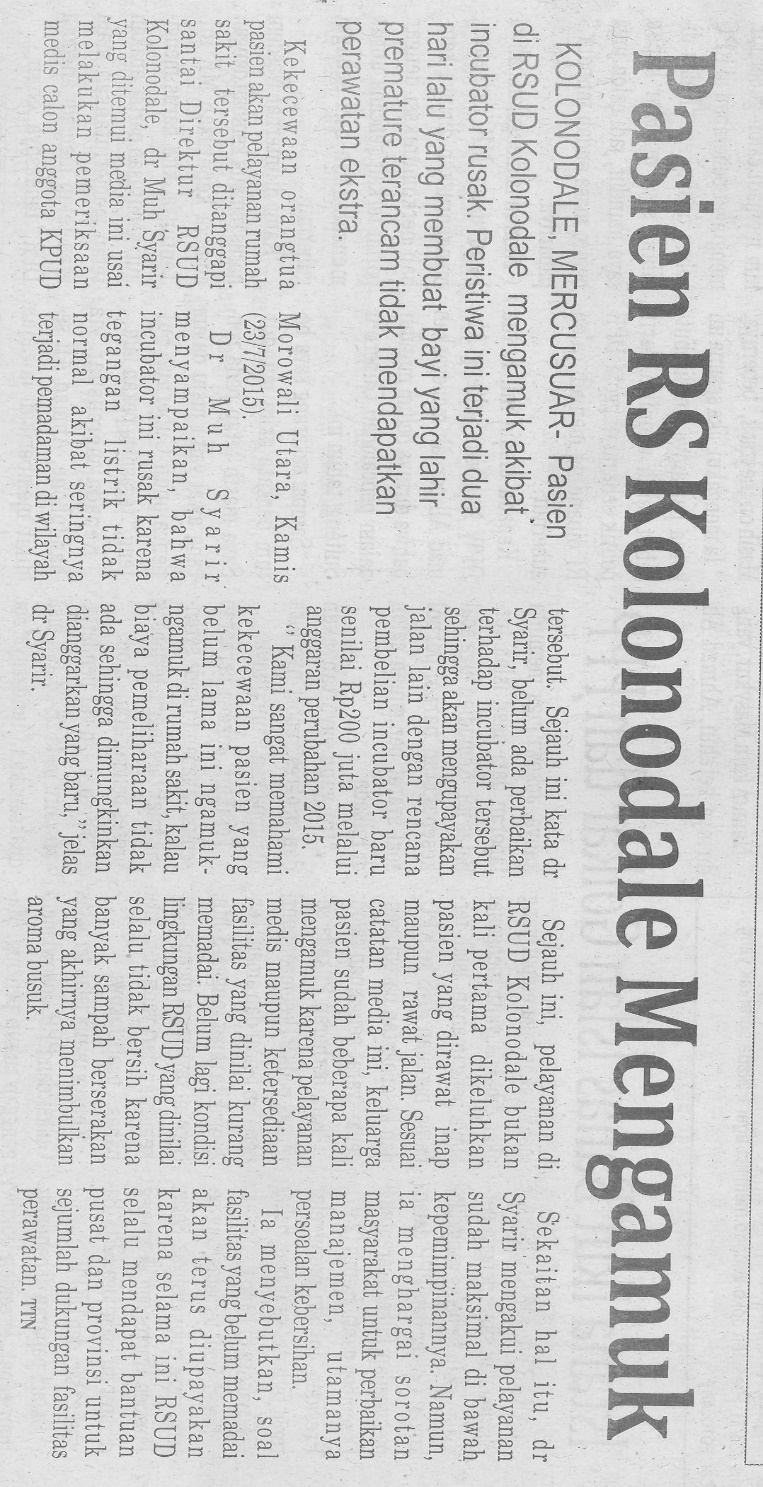 Pasien RS Kolonodale Mengamuk
KOLONODALE, MERCUSUAR- Pasien
di RSUD Kolonodale mengamuk akibat
incubator rusak. Peristiwa ini terjadi dua
hari lalu yang membuat bayi yang lahir
premature terancam tidak mendapatkan
perawatan ekstra.
Kekecewaan orangtua
pasien akan pelayanan rumah
sakit tersebut ditanggapi
santai Direktur RSUD
Kolonodale, dr Muh Syarir
yang ditemui media ini usai
melakukan pemeriksaan
medis calon anggota KPUD
Morowali Utara, Kamis
(23/7/2015).
Dr Muh Syarir
menyampaikan, bahwa
incubator ini rusak karena
tegangan listrik tidak
normal akibat seringnya
terjadi pemadaman di wilayah
tersebut. Sejauh ini kata dr
Syarir, belum ada perbaikan
terhadap incubator tersebut
sehingga akan mengupayakan
jalan lain dengan rencana
pembelian incubator baru
senilai Rp200 juta melalui
anggaran perubahan 2015.
“ Kami sangat memahami
kekecewaan pasien yang
belum lama ini ngamuk-
ngamuk di rumah sakit, kalau
biaya pemeliharaan tidak
ada sehingga dimungkinkan
dianggarkan yang baru,” jelas
dr Syarir.
Sejauh ini, pelayanan di
RSUD Kolonodale bukan
kali pertama dikeluhkan
pasien yang dirawat inap
maupun rawat jalan. Sesuai
catatan media ini, keluarga
pasien sudah beberapa kali
mengamuk karena pelayanan
medis maupun ketersediaan
fasilitas yang dinilai kurang
memadai. Belum lagi kondisi
lingkungan RSUD yang dinilai
selalu tidak bersih karena
banyak sampah berserakan
yang akhirnya menimbulkan
aroma busuk.
Sekaitan hal itu, dr
Syarir mengakui pelayanan
sudah maksimal di bawah
kepemimpinannya. Namun,
ia menghargai sorotan
masyarakat untuk perbaikan
manajemen, utamanya
persoalan kebersihan.
Ia menyebutkan, soal
fasilitas yang belum memadai
akan terus diupayakan
karena selama ini RSUD
selalu mendapat bantuan
pusat dan provinsi untuk
sejumlah dukungan fasilitas
perawatan. TTN